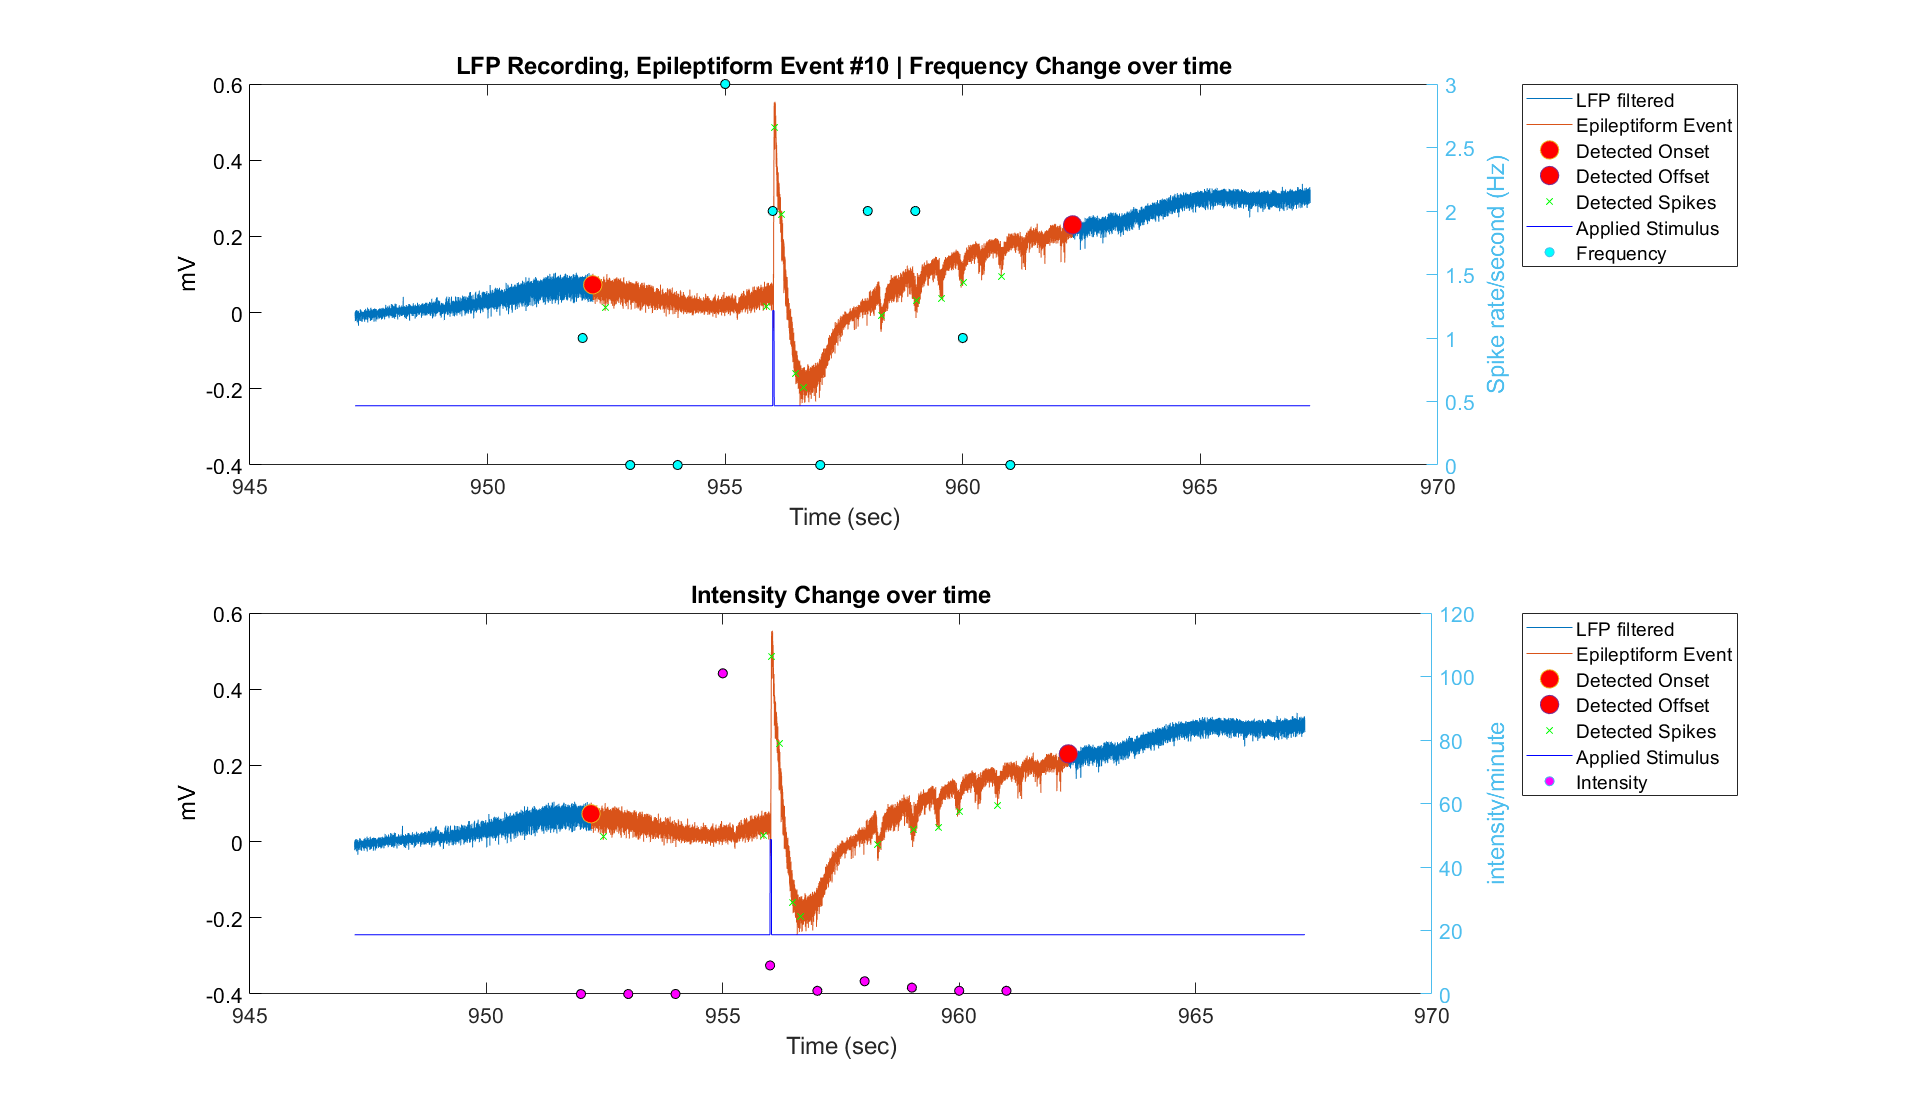 LFP Recording, Epileptiform Event #10 | Frequency Change over time
0.6
0.4
0.2
0
-0.2
-0.4
mV
945
950
955
960
965
970
Time (sec)
3
2.5
2
1.5
1
0.5
0
Spike rate/second (Hz)
LFP filtered
Epileptiform Event
Detected Onset
Detected Offset
Detected Spikes
Applied Stimulus
Frequency
Intensity Change over time
0.6
0.4
0.2
0
-0.2
-0.4
mV
945
950
955
960
965
970
Time (sec)
120
100
80
60
40
20
0
intensity/minute
LFP filtered
Epileptiform Event
Detected Onset
Detected Offset
Detected Spikes
Applied Stimulus
Intensity